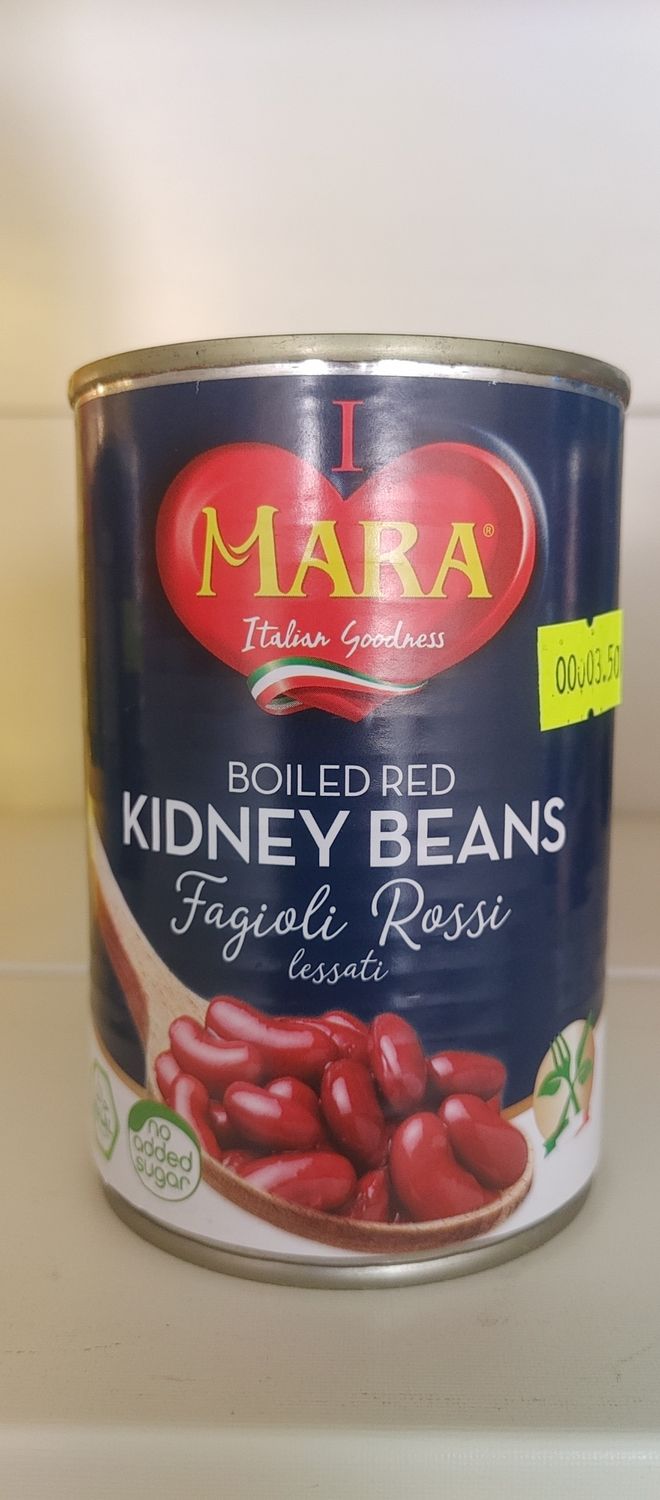 I
MARA®
Italian Goodness
00003.50
BOILED RED
KIDNEY BEANS
Fagioli Rossi
lessati
no
added
sugar